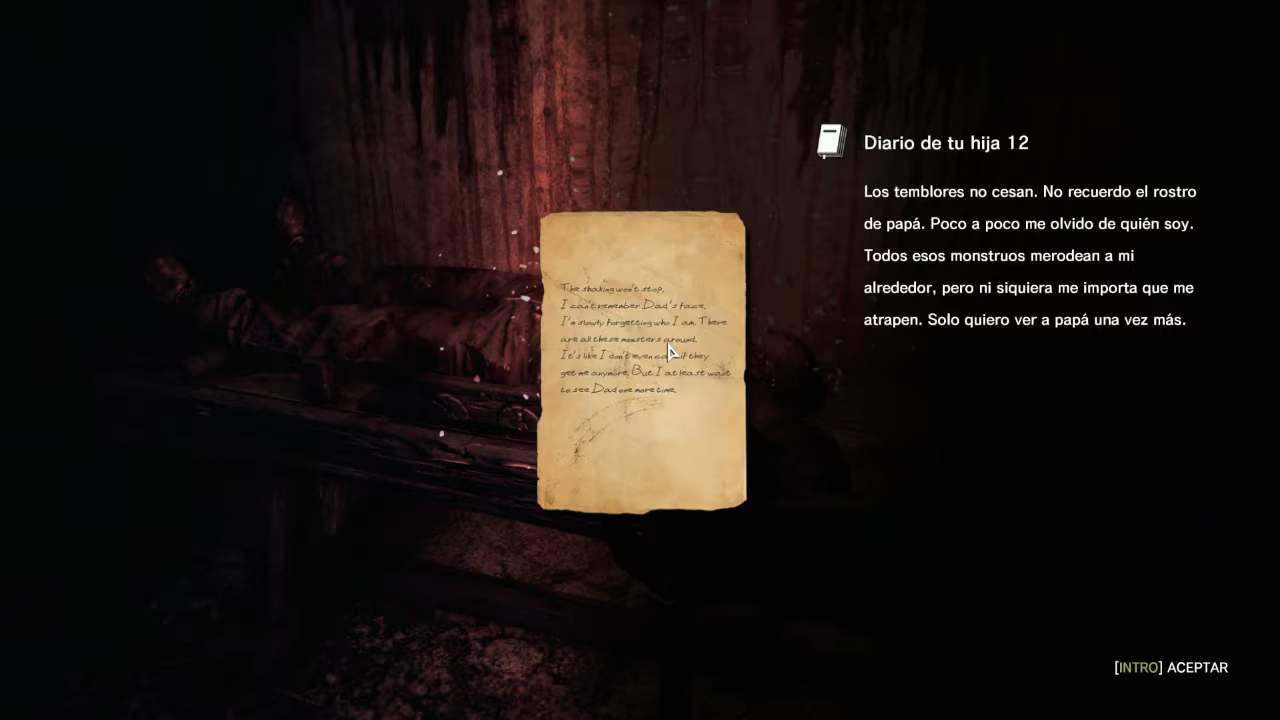 The shaking won't stop.
I can't remember Dad's face.
I'm slowly forgetting who I am. There
are all these monsters around.
It's like I don't even if they
get me anymore. But I at least want
to see Dad one more time.
Diario de tu hija 12
Los temblores no cesan. No recuerdo el rostro
de papá. Poco a poco me olvido de quién soy.
Todos esos monstruos merodean a mi
alrededor, pero ni siquiera me importa que me
atrapen. Solo quiero ver a papá una vez más.
[INTRO] ACEPTAR